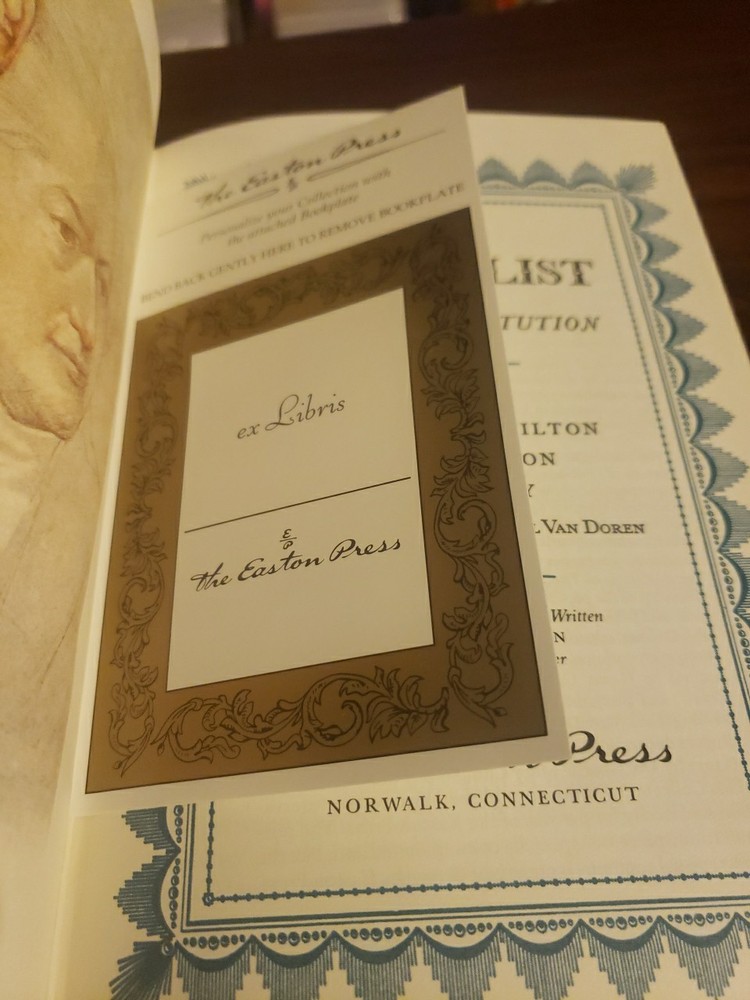 the Easton Press
E
P
Personalize your Collection with
the attached Bookplate
BEND BACK GENTLY HERE TO REMOVE BOOKPLATE
ex Libris
E
P
the Easton Press
LIST
TUTION
ILTON
ON
Y
L VAN DOREN
Written
N
er
Press
NORWALK, CONNECTICUT